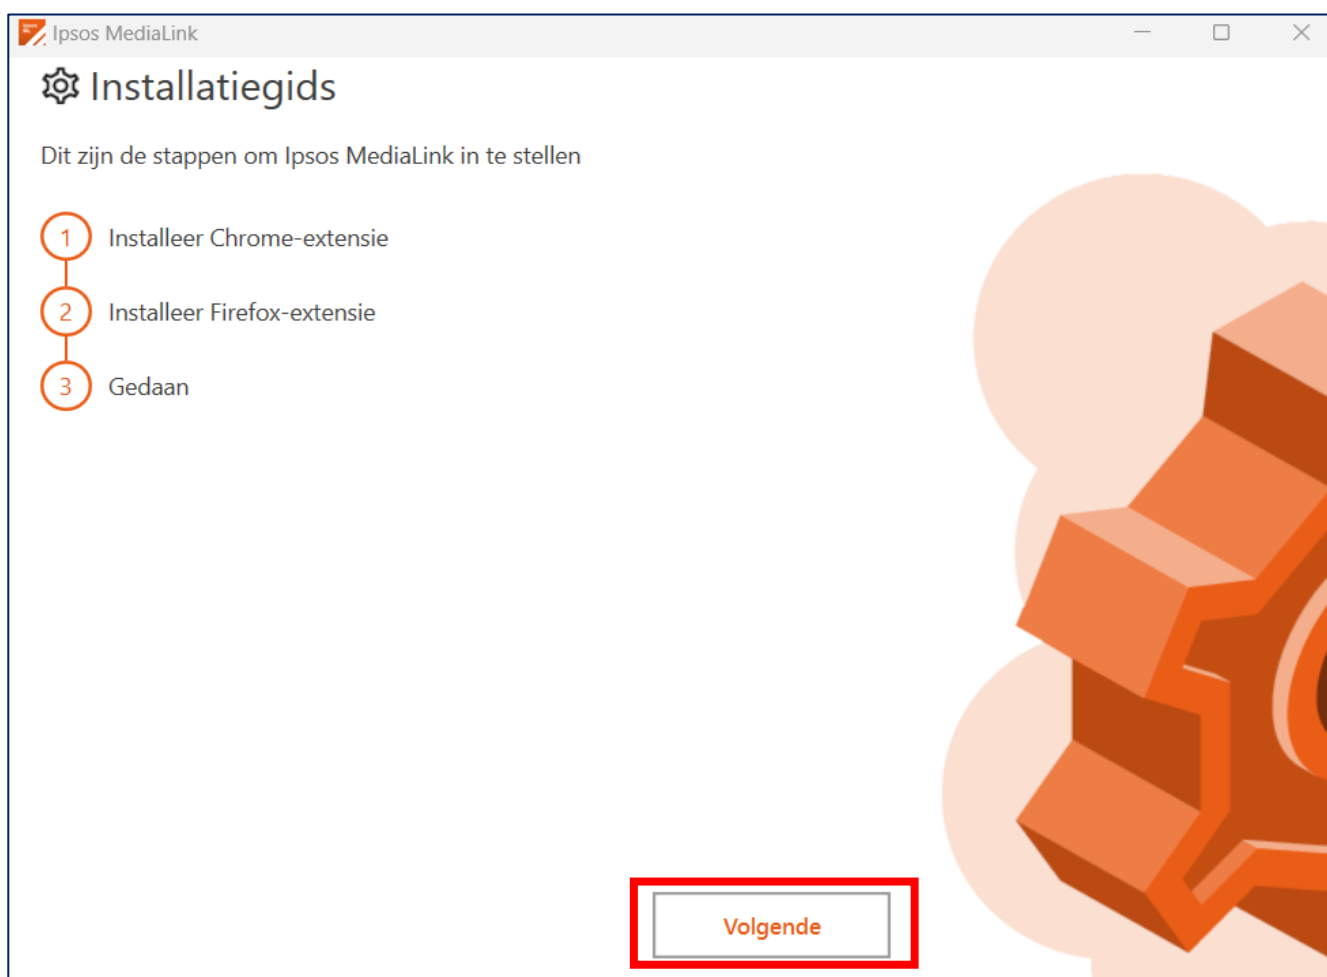 Ipsos MediaLink
Installatiegids
Dit zijn de stappen om Ipsos MediaLink in te stellen
1 Installeer Chrome-extensie
2 Installeer Firefox-extensie
3 Gedaan
Volgende